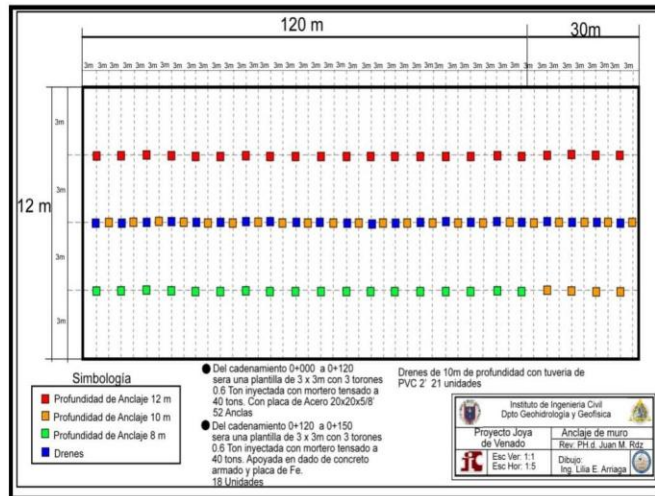 120 m
30m
3m 3m 3m 3m 3m 3m 3m 3m 3m 3m 3m 3m 3m 3m 3m 3m 3m 3m 3m 3m 3m 3m 3m 3m 3m 3m 3m 3m 3m 3m 3m 3m 3m 3m 3m 3m 3m 3m 3m 3m 3m 3m 3m 3m
12 m
3m
3m
3m
3m
Simbología
Profundidad de Anclaje 12 m
Profundidad de Anclaje 10 m
Profundidad de Anclaje 8 m
Drenes
Del cadenamiento 0+000 a 0+120
sera una plantilla de 3 x 3m con 3 torones
0.6 Ton inyectada con mortero tensado a
40 tons. Con placa de Acero 20x20x5/8'
52 Anclas
Del cadenamiento 0+120 a 0+150
sera una plantilla de 3 x 3m con 3 torones
0.6 Ton inyectada con mortero tensado a
40 tons. Apoyada en dado de concreto
armado y placa de Fe.
18 Unidades
Drenes de 10m de profundidad con tuveria de
PVC 2' 21 unidades
Instituto de Ingenieria Civil
Dpto Geohidrología y Geofisica
Proyecto Joya
de Venado
Anclaje de muro
Rev: PH.d. Juan M. Rdz
Esc Ver: 1:1
Esc Hor: 1:5
Dibujo:
Ing. Lilia E. Arriaga